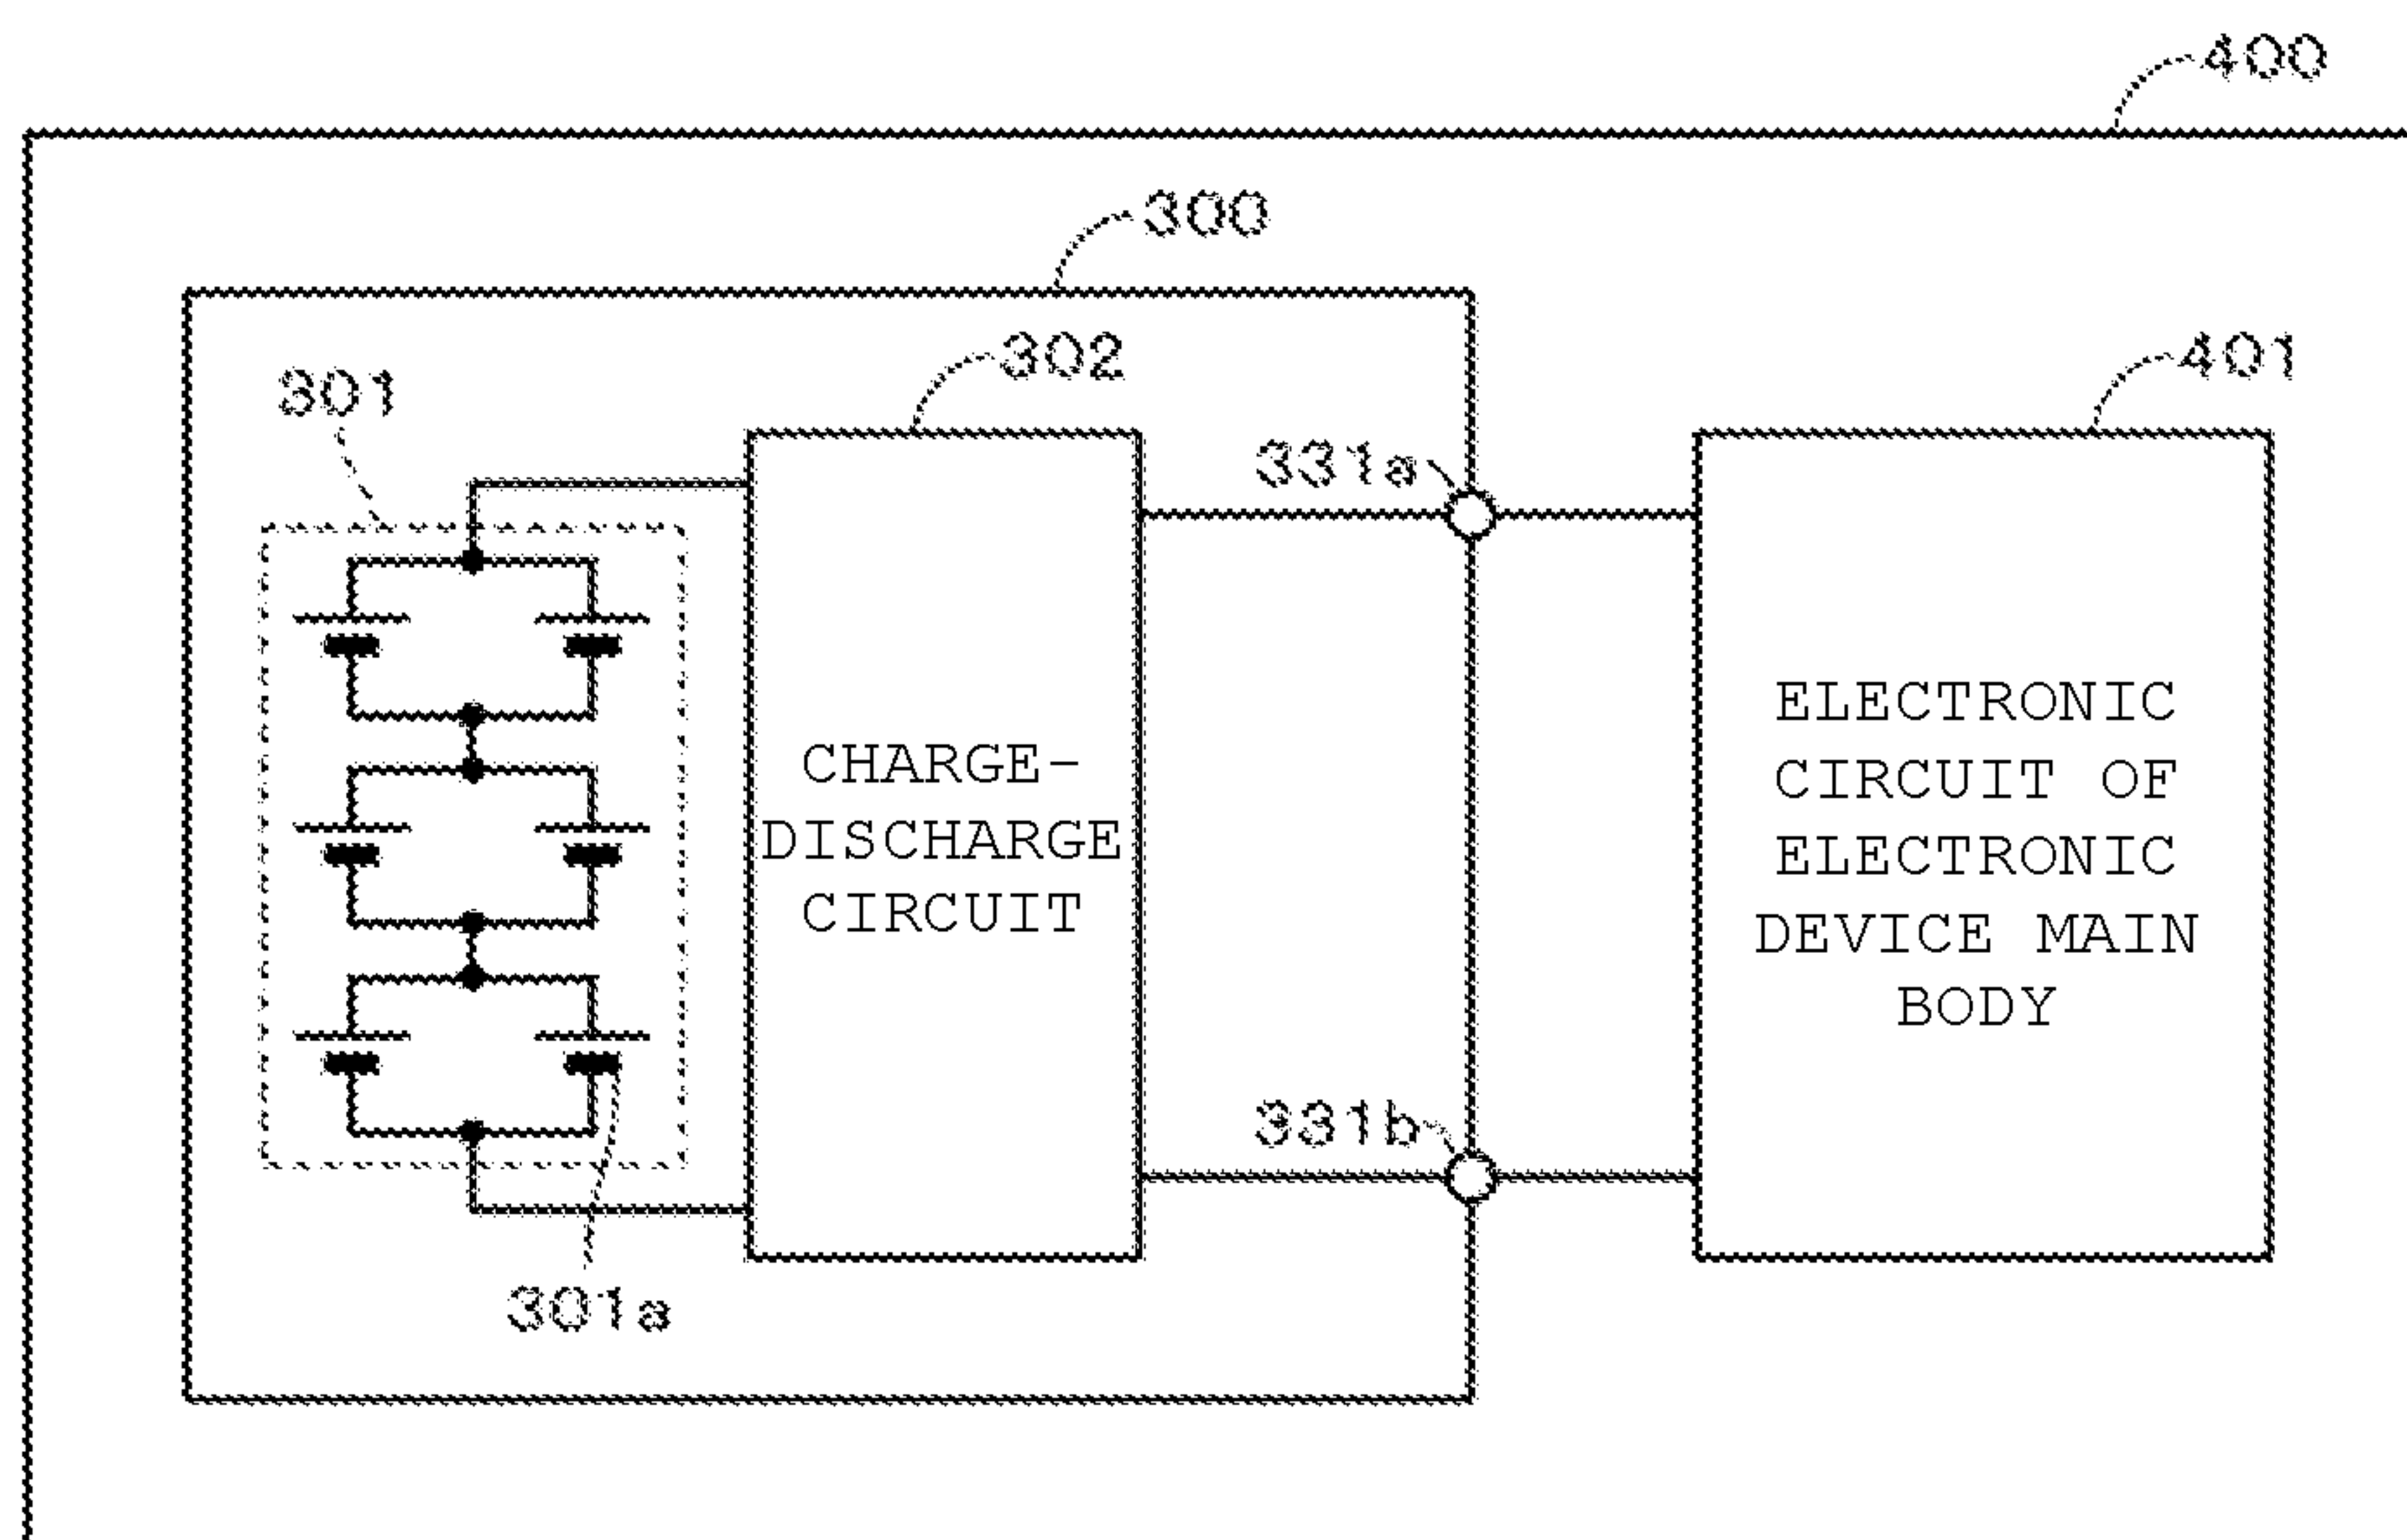 400
300
302
301
401
331a
CHARGE-
DISCHARGE
CIRCUIT
ELECTRONIC
CIRCUIT OF
ELECTRONIC
DEVICE MAIN
BODY
331b
301a